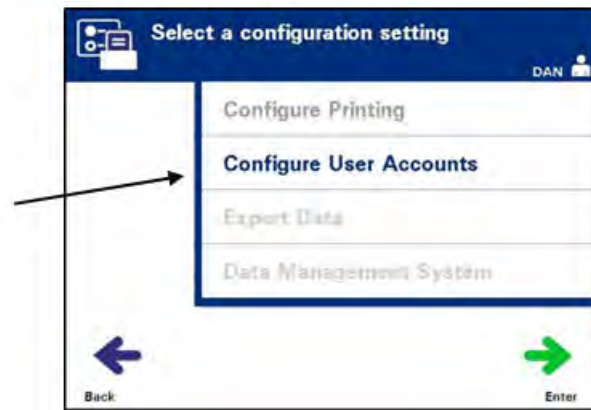 Select a configuration setting
DAN
Configure Printing
Configure User Accounts
Export Data
Data Management System
Back
Enter